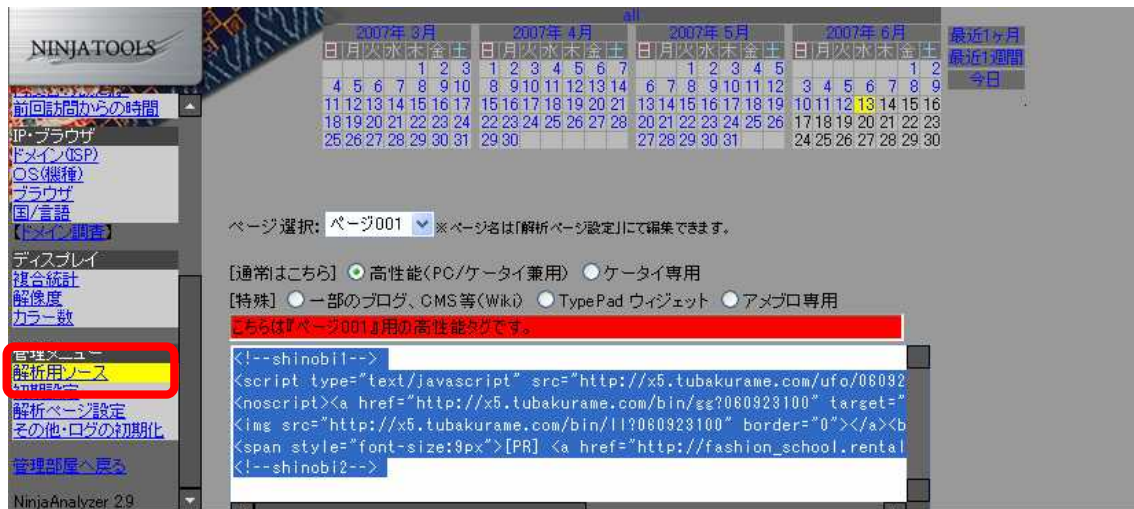 NINJATOOLS
前回訪問からの時間
IP・ブラウザ
ドメイン(ISP)
OS(機種)
ブラウザ
国/言語
【ドメイン調査】
ディスプレイ
複合統計
解像度
カラー数
管理メニュー
解析用ソース
初期設定
解析ページ設定
その他・ログの初期化
管理部屋へ戻る
NinjaAnalyzer 2.9
all
2007年 3月
日 月 火 水 木 金 土
1 2 3
4 5 6 7 8 9 10
11 12 13 14 15 16 17
18 19 20 21 22 23 24
25 26 27 28 29 30 31
2007年 4月
日 月 火 水 木 金 土
1 2 3 4 5 6 7
8 9 10 11 12 13 14
15 16 17 18 19 20 21
22 23 24 25 26 27 28
29 30
2007年 5月
日 月 火 水 木 金 土
1 2 3 4 5
6 7 8 9 10 11 12
13 14 15 16 17 18 19
20 21 22 23 24 25 26
27 28 29 30 31
2007年 6月
日 月 火 水 木 金 土
1 2
3 4 5 6 7 8 9
10 11 12 13 14 15 16
17 18 19 20 21 22 23
24 25 26 27 28 29 30
最近1ヶ月
最近1週間
今日
ページ選択: ページ001 ※ページ名は「解析ページ設定」にて編集できます。
[通常はこちら] 高性能(PC/ケータイ兼用) ケータイ専用
[特殊] 一部のブログ、CMS等(Wiki) TypePad ウィジェット アメブロ専用
こちらは『ページ001』用の高性能タグです。
<!--shinobi1-->
<script type="text/javascript" src="http://x5.tubakurame.com/ufo/06092
<noscript><a href="http://x5.tubakurame.com/bin/gg?060923100" target="
<img src="http://x5.tubakurame.com/bin/ll?060923100" border="0"></a><b
<span style="font-size:9px">[PR] <a href="http://fashion_school.rental
<!--shinobi2-->